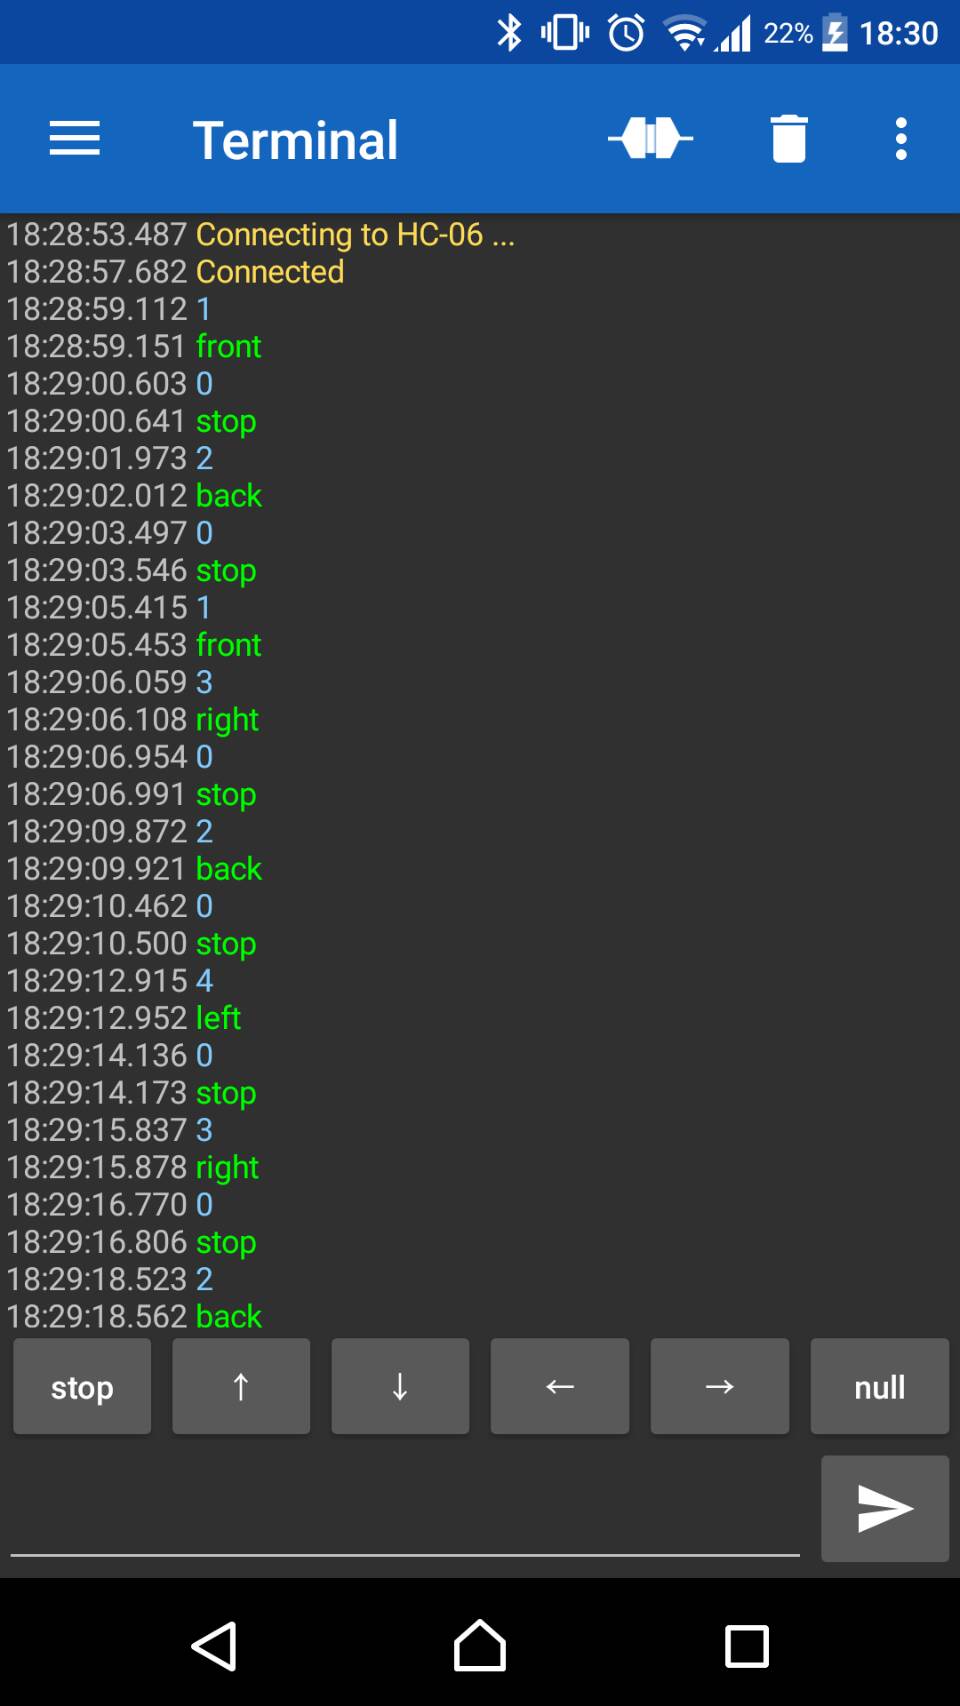 22% 18:30
Terminal
18:28:53.487 Connecting to HC-06 ...
18:28:57.682 Connected
18:28:59.112 1
18:28:59.151 front
18:29:00.603 0
18:29:00.641 stop
18:29:01.973 2
18:29:02.012 back
18:29:03.497 0
18:29:03.546 stop
18:29:05.415 1
18:29:05.453 front
18:29:06.059 3
18:29:06.108 right
18:29:06.954 0
18:29:06.991 stop
18:29:09.872 2
18:29:09.921 back
18:29:10.462 0
18:29:10.500 stop
18:29:12.915 4
18:29:12.952 left
18:29:14.136 0
18:29:14.173 stop
18:29:15.837 3
18:29:15.878 right
18:29:16.770 0
18:29:16.806 stop
18:29:18.523 2
18:29:18.562 back
stop ↑ ↓ ← → null